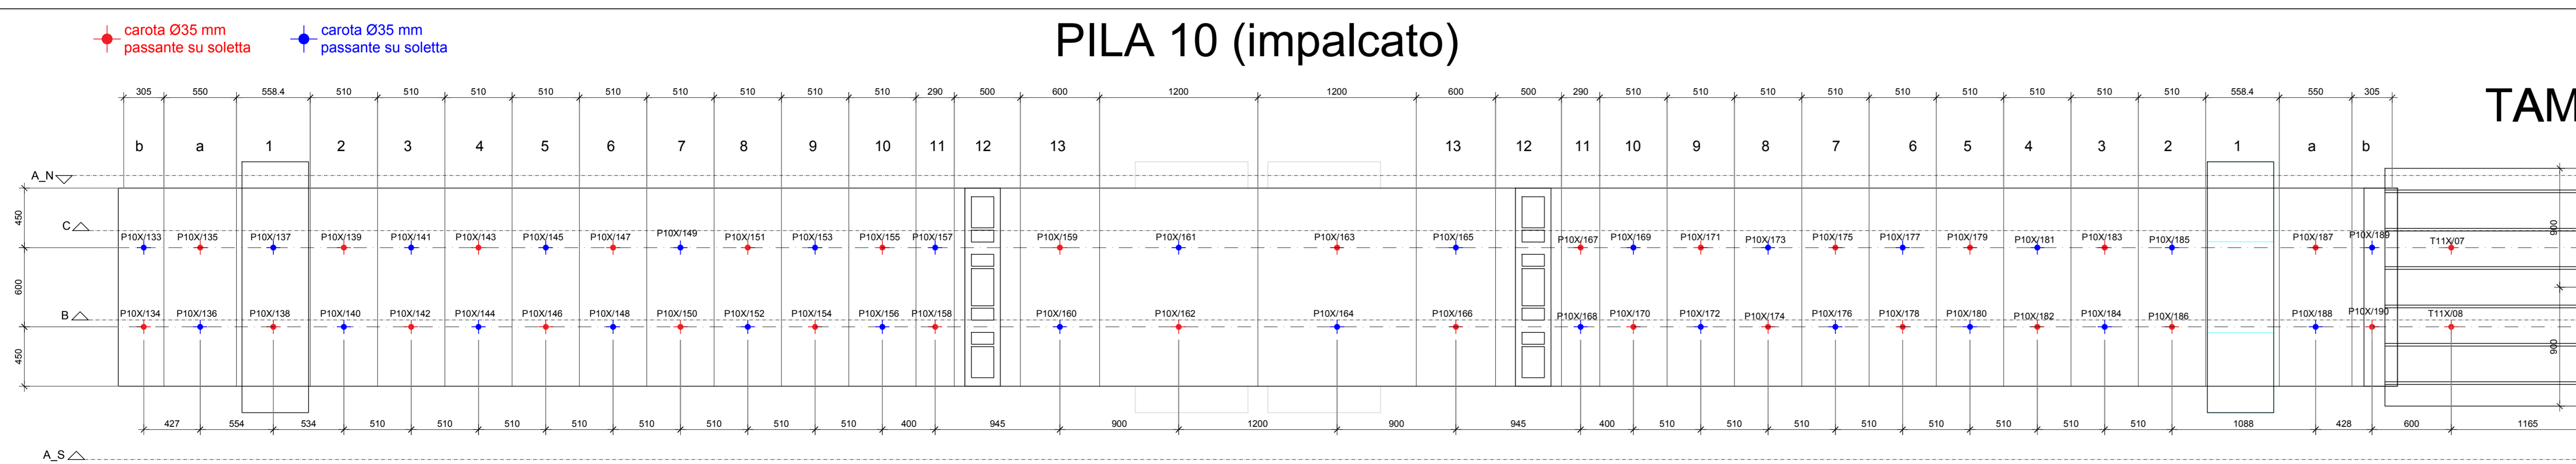 carota Ø35 mm
passante su soletta
carota Ø35 mm
passante su soletta
PILA 10 (impalcato)
TAM
305 550 558.4 510 510 510 510 510 510 510 510 510 290 500 600 1200 1200 600 500 290 510 510 510 510 510 510 510 510 510 558.4 550 305
b a 1 2 3 4 5 6 7 8 9 10 11 12 13 13 12 11 10 9 8 7 6 5 4 3 2 1 a b
A_N
450
C
900
P10X/133 P10X/135 P10X/137 P10X/139 P10X/141 P10X/143 P10X/145 P10X/147 P10X/149 P10X/151 P10X/153 P10X/155 P10X/157 P10X/159 P10X/161 P10X/163 P10X/165 P10X/167 P10X/169 P10X/171 P10X/173 P10X/175 P10X/177 P10X/179 P10X/181 P10X/183 P10X/185 P10X/187 P10X/189 T11X/07
600
B
P10X/134 P10X/136 P10X/138 P10X/140 P10X/142 P10X/144 P10X/146 P10X/148 P10X/150 P10X/152 P10X/154 P10X/156 P10X/158 P10X/160 P10X/162 P10X/164 P10X/166 P10X/168 P10X/170 P10X/172 P10X/174 P10X/176 P10X/178 P10X/180 P10X/182 P10X/184 P10X/186 P10X/188 P10X/190 T11X/08
450
900
427 554 534 510 510 510 510 510 510 510 510 400 945 900 1200 900 945 400 510 510 510 510 510 510 510 510 1088 428 600 1165
A_S